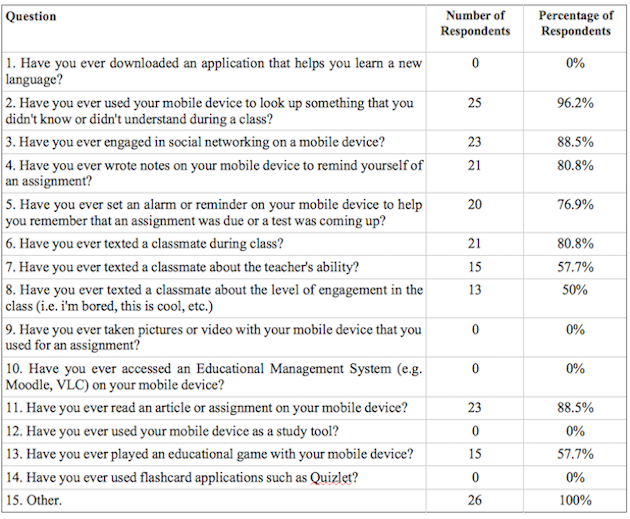 Question Number of Respondents Percentage of Respondents
1. Have you ever downloaded an application that helps you learn a new
language? 0 0%
2. Have you ever used your mobile device to look up something that you
didn't know or didn't understand during a class? 25 96.2%
3. Have you ever engaged in social networking on a mobile device? 23 88.5%
4. Have you ever wrote notes on your mobile device to remind yourself of
an assignment? 21 80.8%
5. Have you ever set an alarm or reminder on your mobile device to help
you remember that an assignment was due or a test was coming up? 20 76.9%
6. Have you ever texted a classmate during class? 21 80.8%
7. Have you ever texted a classmate about the teacher's ability? 15 57.7%
8. Have you ever texted a classmate about the level of engagement in the
class (i.e. i'm bored, this is cool, etc.) 13 50%
9. Have you ever taken pictures or video with your mobile device that you
used for an assignment? 0 0%
10. Have you ever accessed an Educational Management System (e.g.
Moodle, VLC) on your mobile device? 0 0%
11. Have you ever read an article or assignment on your mobile device? 23 88.5%
12. Have you ever used your mobile device as a study tool? 0 0%
13. Have you ever played an educational game with your mobile device? 15 57.7%
14. Have you ever used flashcard applications such as Quizlet? 0 0%
15. Other. 26 100%